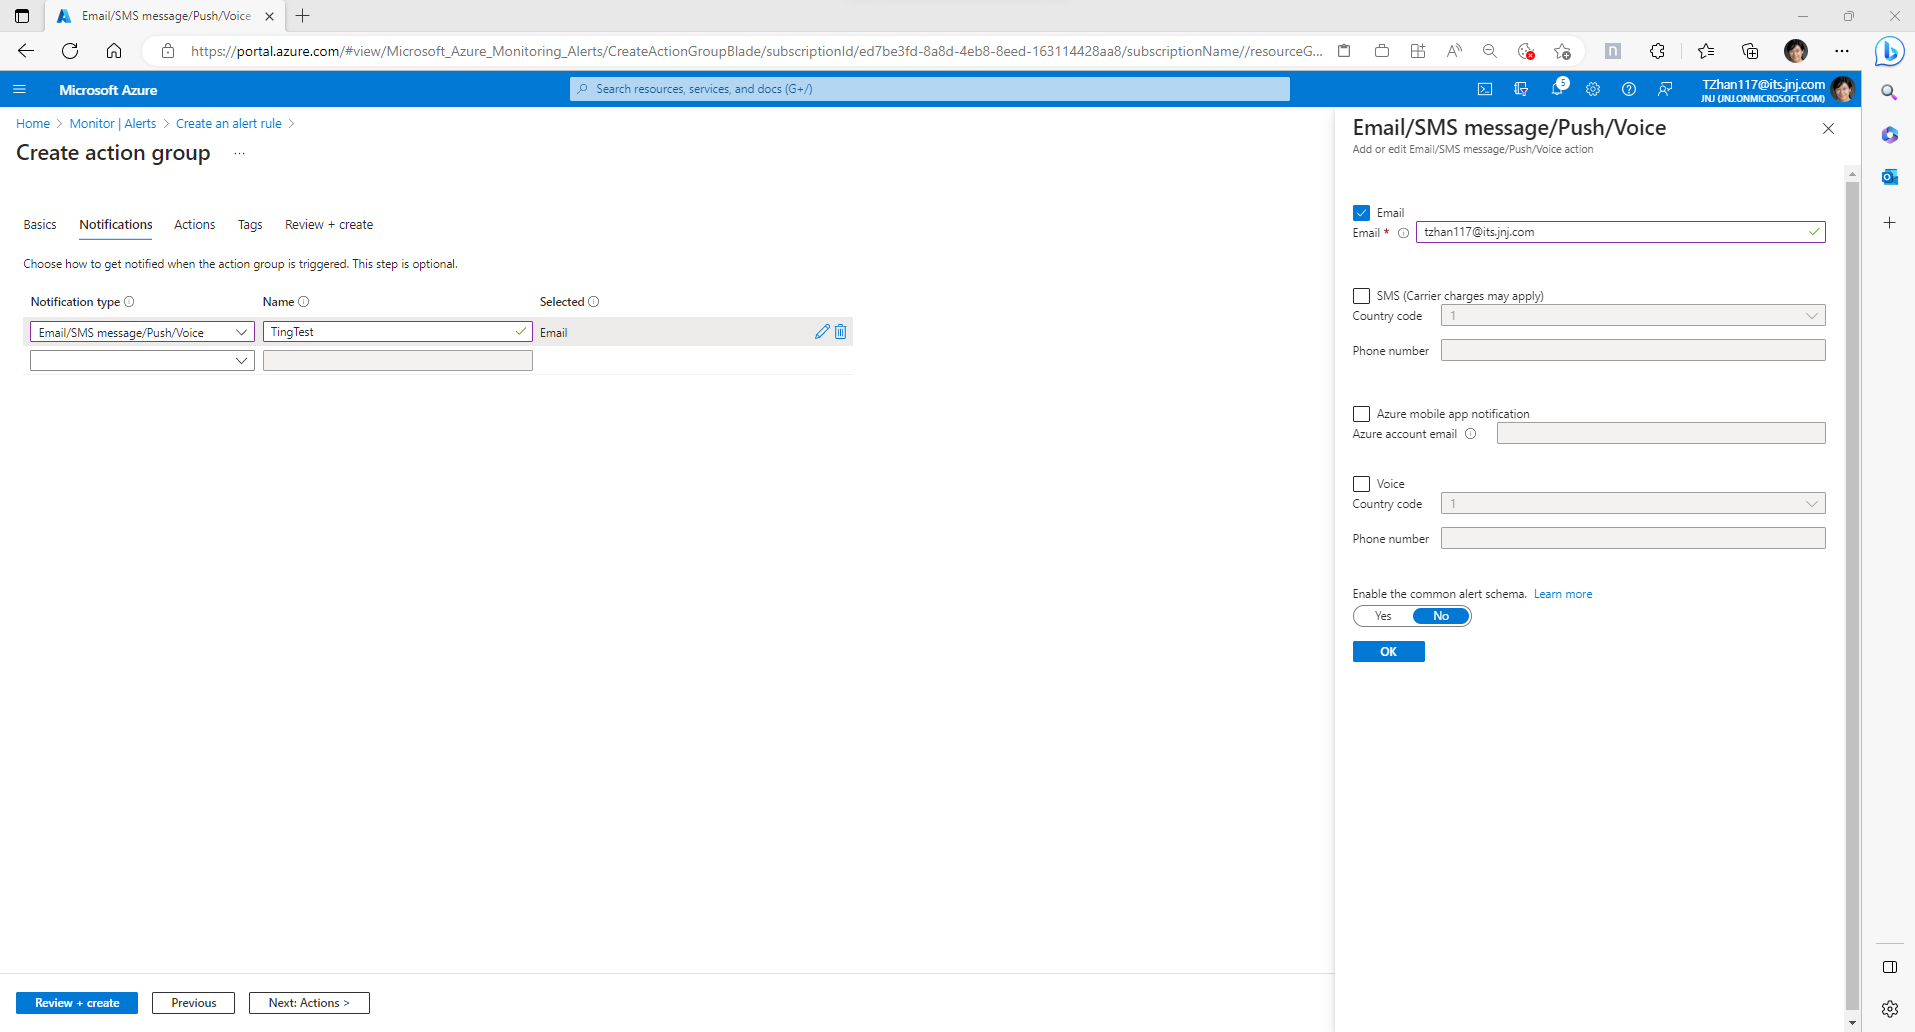 Email/SMS message/Push/Voice
https://portal.azure.com/#view/Microsoft_Azure_Monitoring_Alerts/CreateActionGroupBlade/subscriptionId/ed7be3fd-8a8d-4eb8-8eed-163114428aa8/subscriptionName//resourceG...
Microsoft Azure
Search resources, services, and docs (G+/)
5
TZhan117@its.jnj.com
JNJ (JNJ.ONMICROSOFT.COM)
Home > Monitor | Alerts > Create an alert rule >
Create action group ...
Basics
Notifications
Actions
Tags
Review + create
Choose how to get notified when the action group is triggered. This step is optional.
Notification type
Name
Selected
Email/SMS message/Push/Voice
TingTest
Email
Review + create
Previous
Next: Actions >
Email/SMS message/Push/Voice
Add or edit Email/SMS message/Push/Voice action
Email
Email *
tzhan117@its.jnj.com
SMS (Carrier charges may apply)
Country code
1
Phone number
Azure mobile app notification
Azure account email
Voice
Country code
1
Phone number
Enable the common alert schema. Learn more
Yes
No
OK